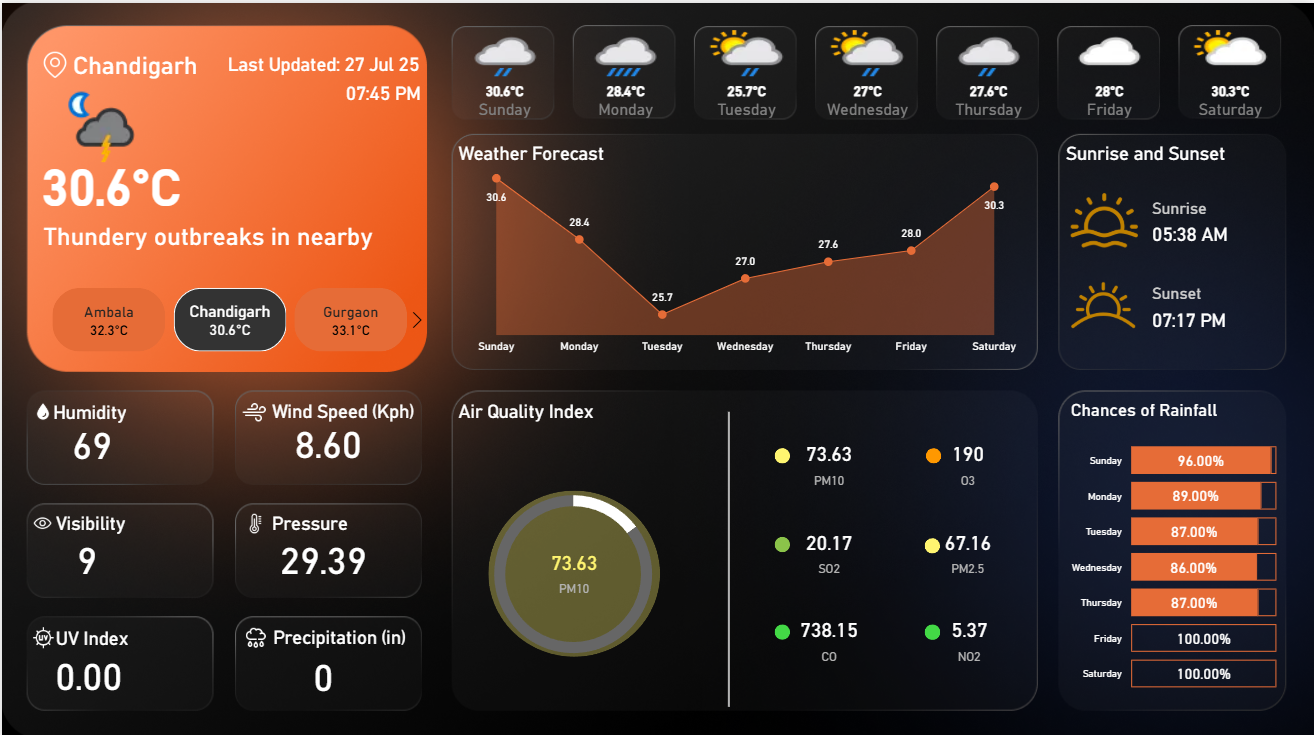 Chandigarh
Last Updated: 27 Jul 25
07:45 PM
30.6°C
Thundery outbreaks in nearby
Ambala
32.3°C
Chandigarh
30.6°C
Gurgaon
33.1°C
30.6°C
Sunday
28.4°C
Monday
25.7°C
Tuesday
27°C
Wednesday
27.6°C
Thursday
28°C
Friday
30.3°C
Saturday
Weather Forecast
30.6
28.4
25.7
27.0
27.6
28.0
30.3
Sunday Monday Tuesday Wednesday Thursday Friday Saturday
Sunrise and Sunset
Sunrise
05:38 AM
Sunset
07:17 PM
Humidity
69
Wind Speed (Kph)
8.60
Visibility
9
Pressure
29.39
UV
UV Index
0.00
Precipitation (in)
0
Air Quality Index
73.63
PM10
73.63
PM10
190
O3
20.17
SO2
67.16
PM2.5
738.15
CO
5.37
NO2
Chances of Rainfall
Sunday 96.00%
Monday 89.00%
Tuesday 87.00%
Wednesday 86.00%
Thursday 87.00%
Friday 100.00%
Saturday 100.00%